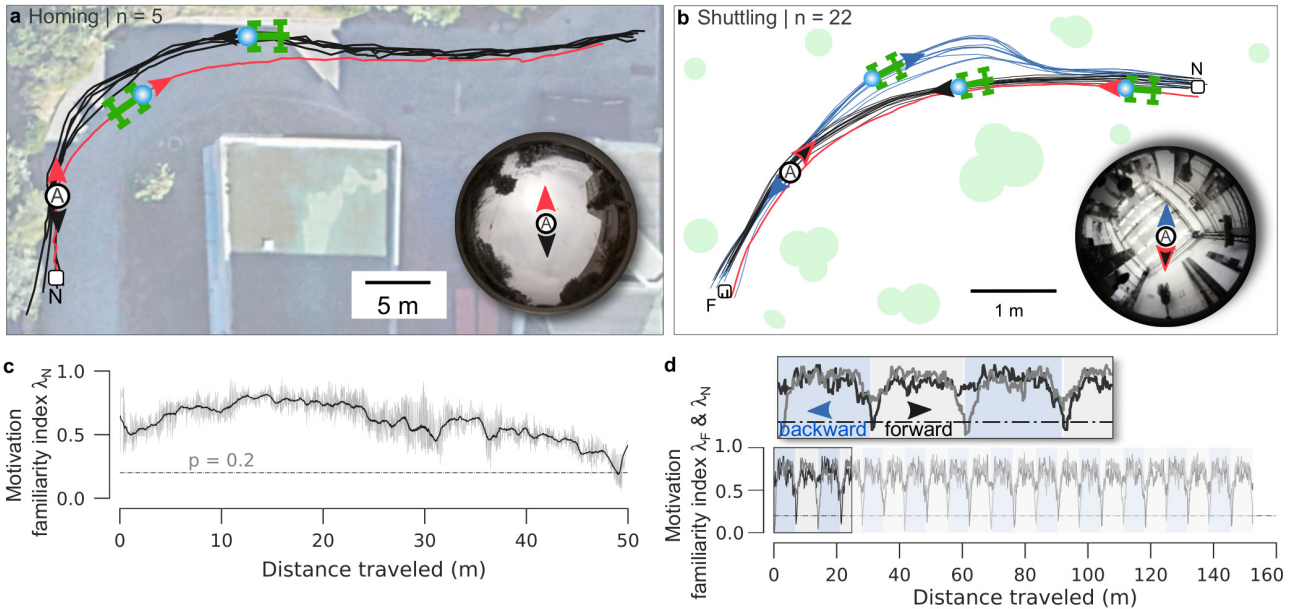 a Homing | n = 5
A
N
5 m
A
b Shuttling | n = 22
N
A
F
1 m
A
c
Motivation
familiarity index λN
1.0
0.5
0.0
p = 0.2
0 10 20 30 40 50
Distance traveled (m)
d
backward forward
Motivation
familiarity index λF & λN
1.0
0.5
0.0
0 20 40 60 80 100 120 140 160
Distance traveled (m)